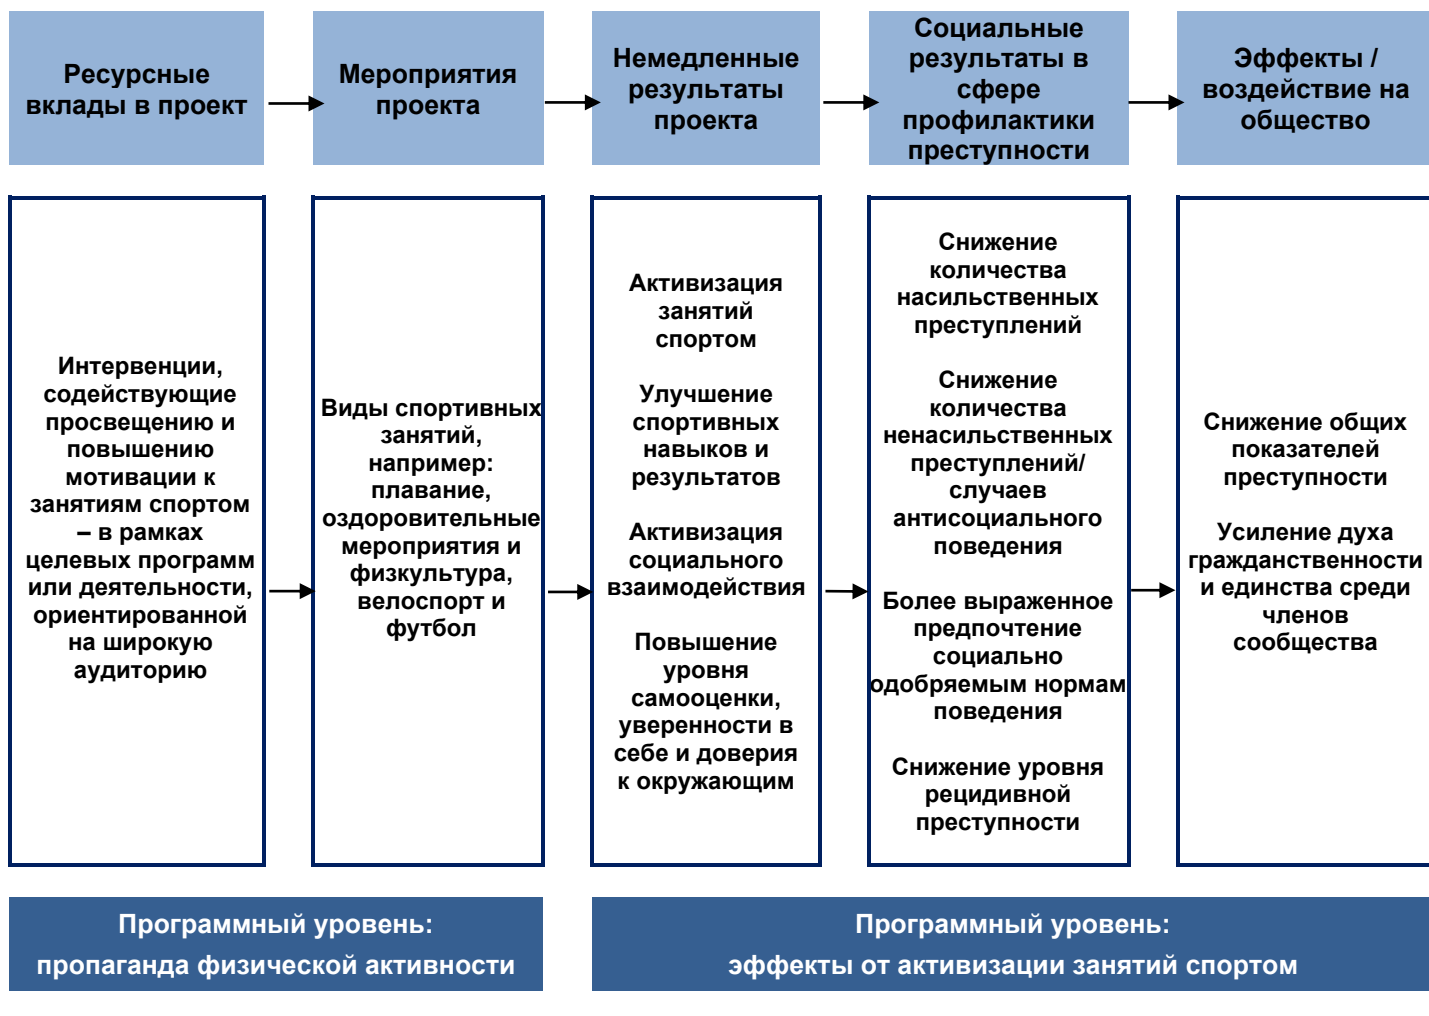 Ресурсные
вклады в проект
Мероприятия
проекта
Немедленные
результаты
проекта
Социальные
результаты в
сфере
профилактики
преступности
Эффекты /
воздействие на
общество
Интервенции,
содействующие
просвещению и
повышению
мотивации к
занятиям спортом
– в рамках
целевых программ
или деятельности,
ориентированной
на широкую
аудиторию
Виды спортивных
занятий,
например:
плавание,
оздоровительные
мероприятия и
физкультура,
велоспорт и
футбол
Активизация
занятий
спортом
Улучшение
спортивных
навыков и
результатов
Активизация
социального
взаимодействия
Повышение
уровня
самооценки,
уверенности в
себе и доверия
к окружающим
Снижение
количества
насильственных
преступлений
Снижение
количества
ненасильственных
преступлений/
случаев
антисоциального
поведения
Более выраженное
предпочтение
социально
одобряемым нормам
поведения
Снижение уровня
рецидивной
преступности
Снижение общих
показателей
преступности
Усиление духа
гражданственности
и единства среди
членов
сообщества
Программный уровень:
пропаганда физической активности
Программный уровень:
эффекты от активизации занятий спортом